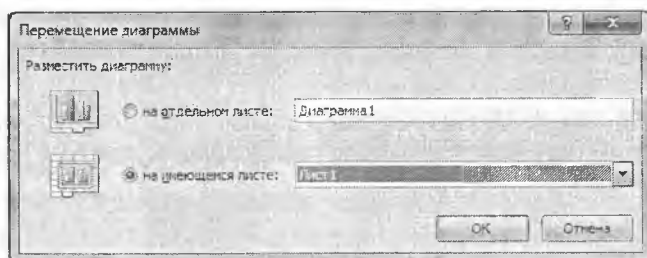 Перемещение диаграммы
Разместить диаграмму:
на отдельном листе: Диаграмма1
на имеющемся листе: Лист1
ОК Отмена